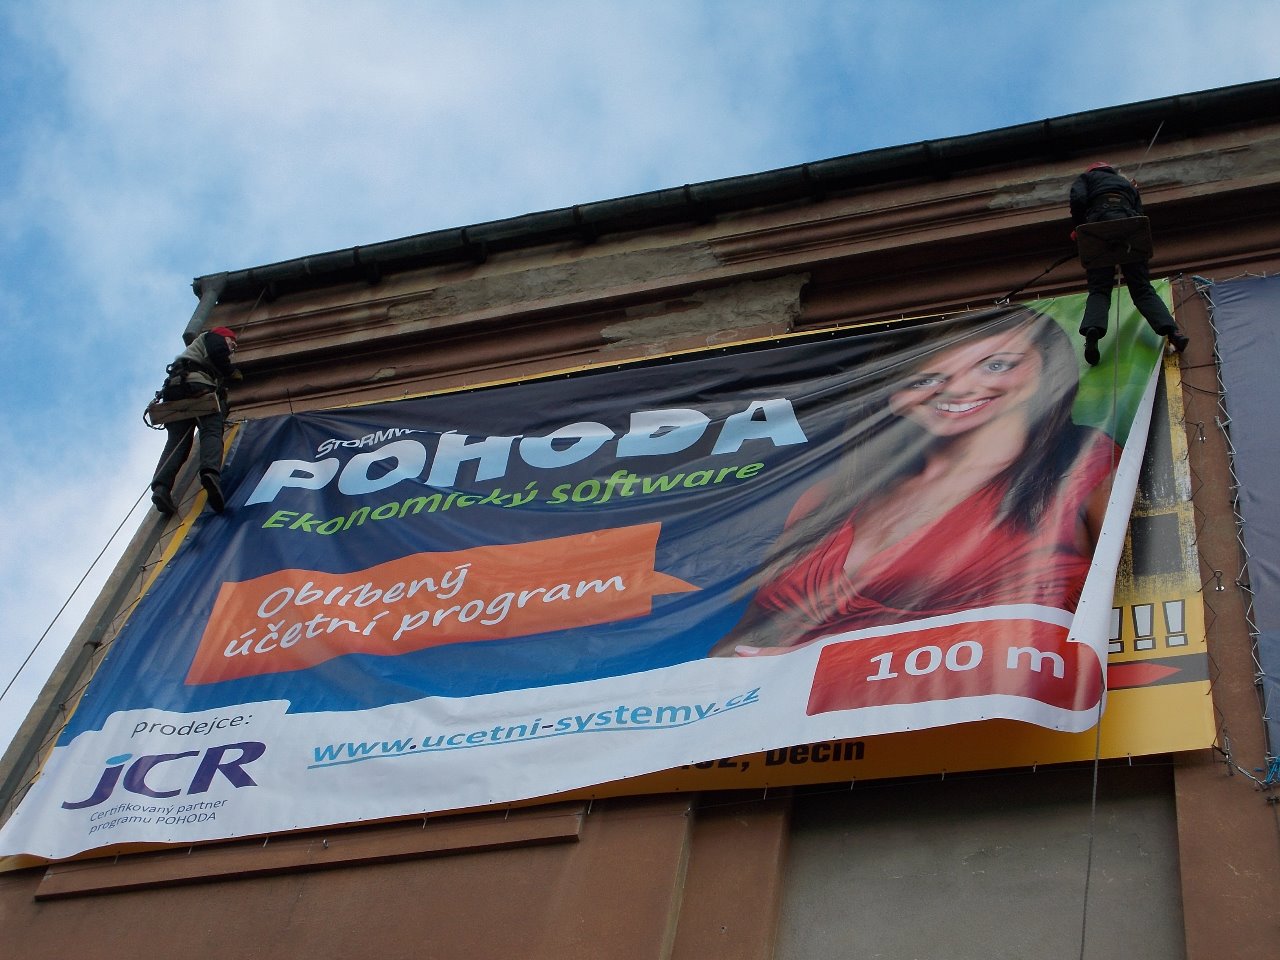 POHODA
Ekonomický software
Oblíbený
účetní program
100 m
prodejce:
JCR
Certifikovaný partner
programu POHODA
www.ucetni-systemy.cz
, Děčín
!!!